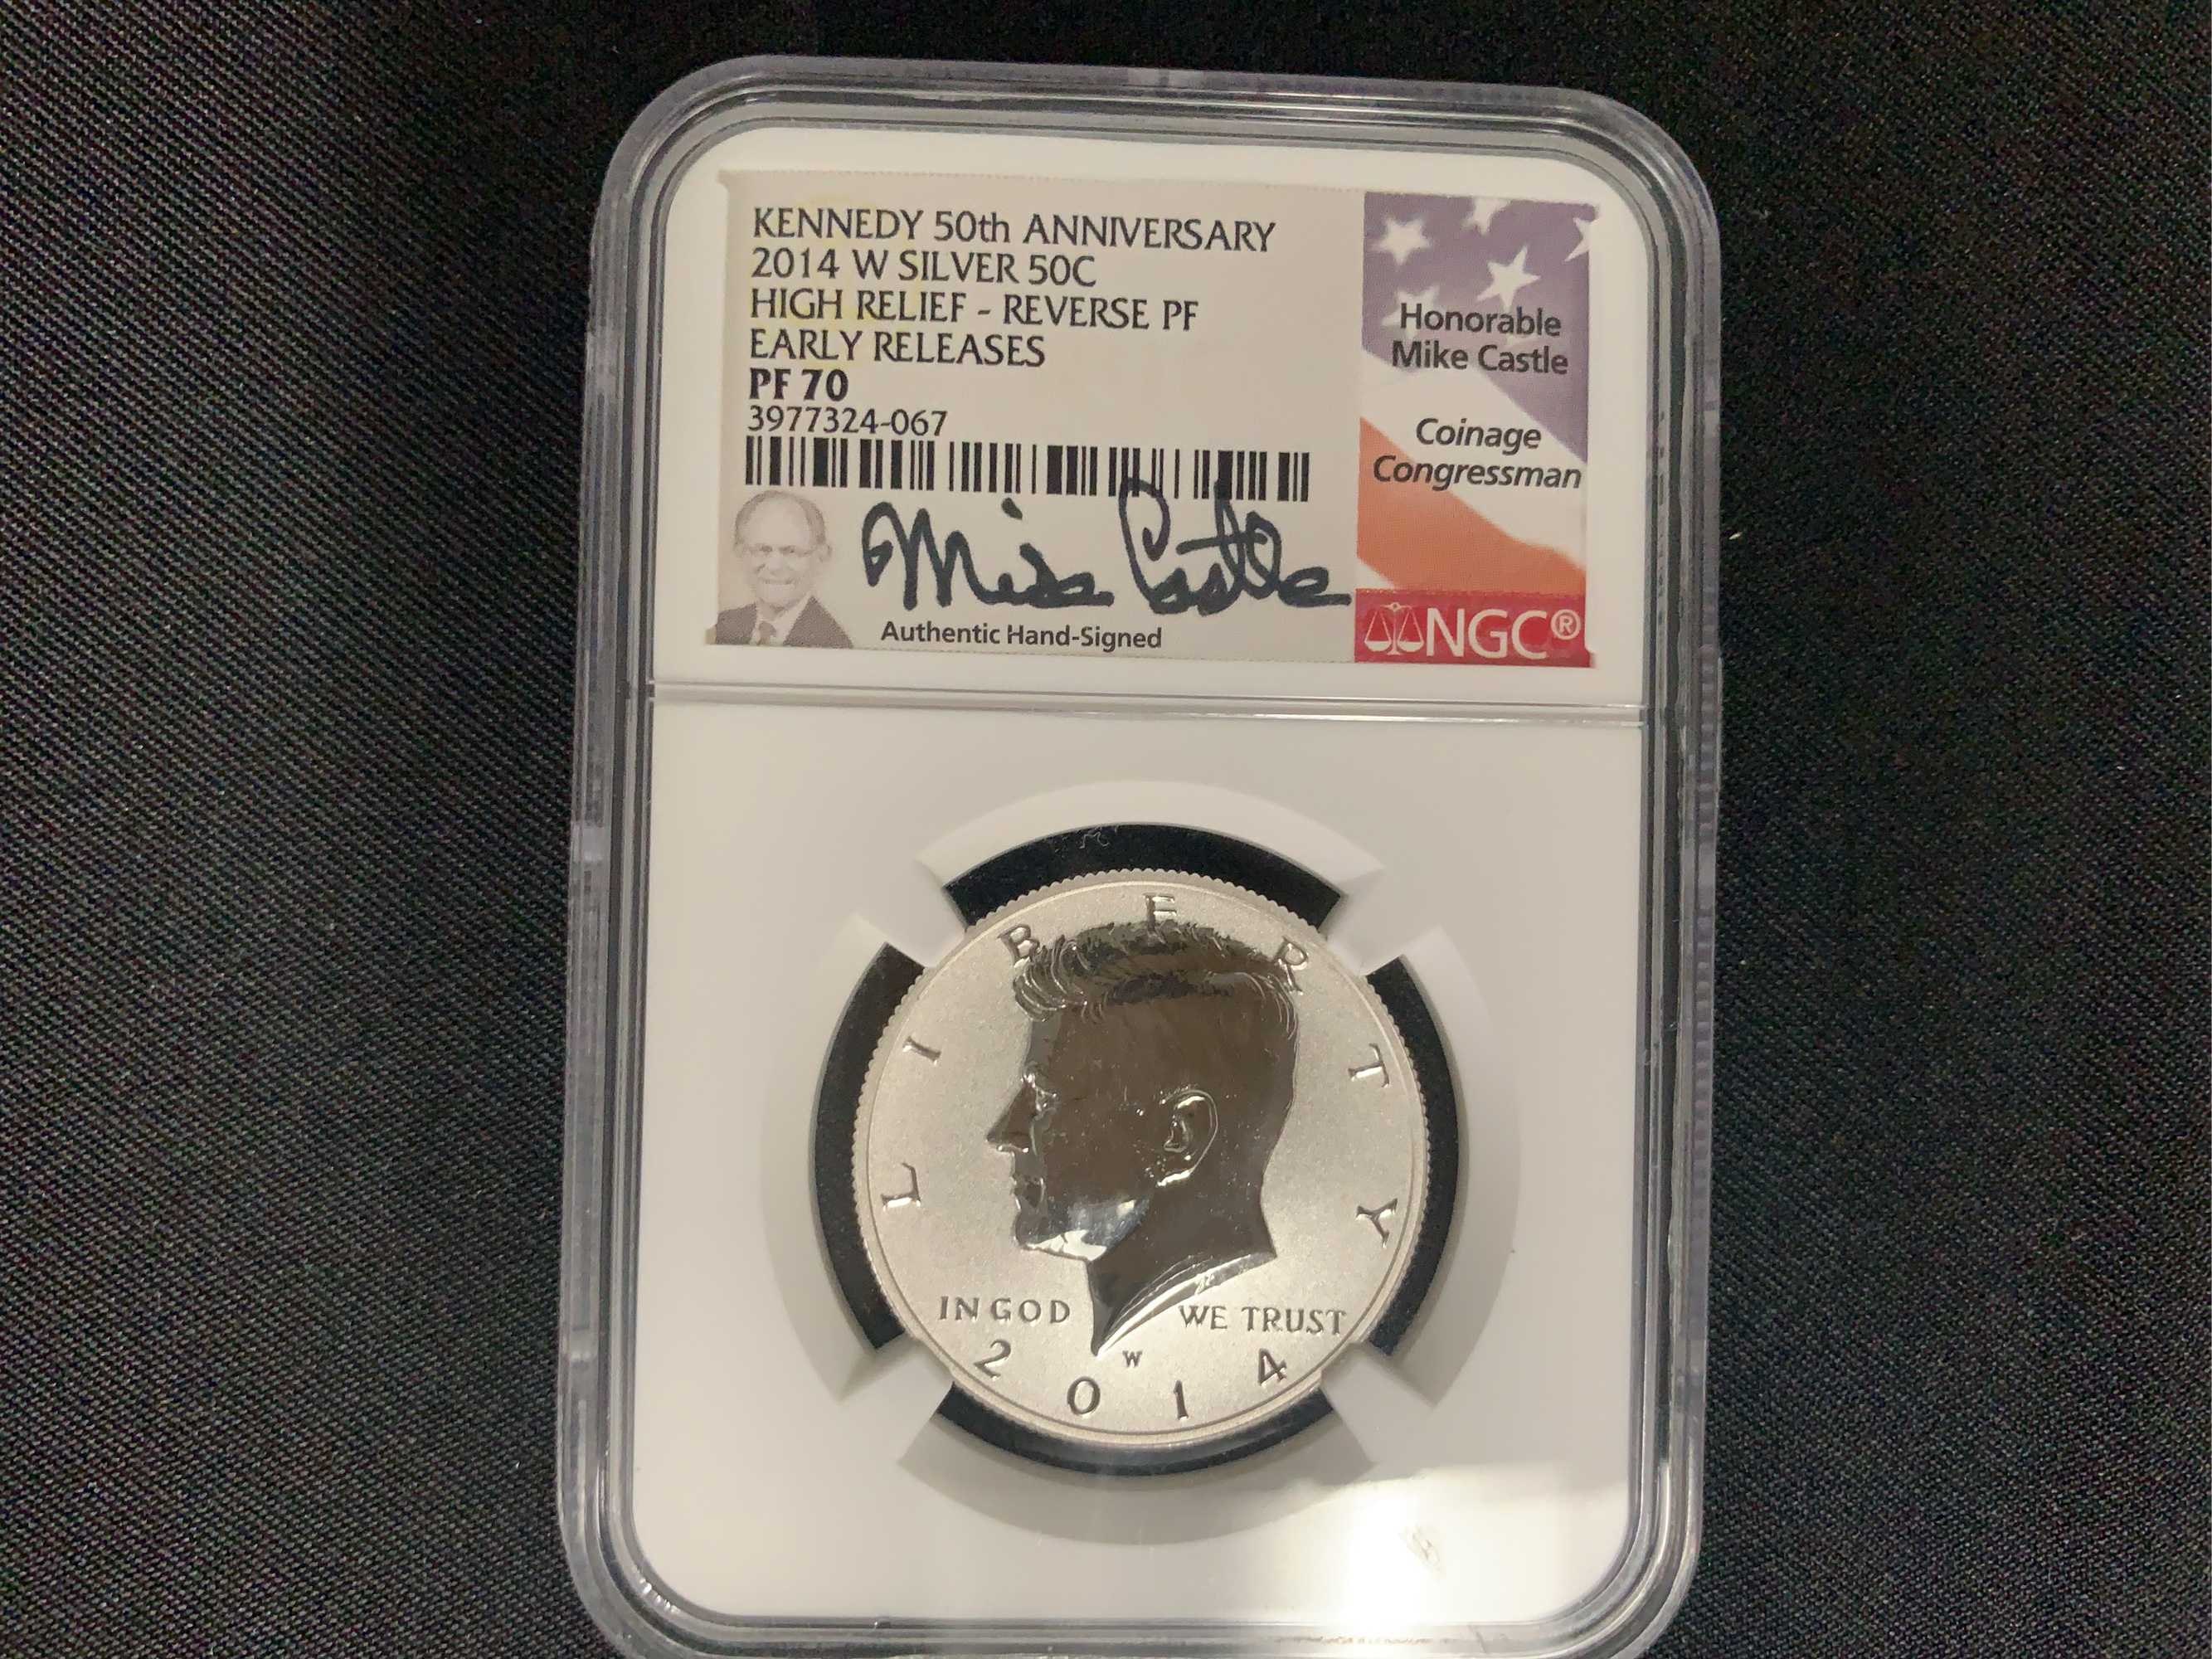 KENNEDY 50th ANNIVERSARY
2014 W SILVER 50C
HIGH RELIEF - REVERSE PF
EARLY RELEASES
PF 70
3977324-067
Mike Castle
Authentic Hand-Signed
Honorable
Mike Castle
Coinage
Congressman
NGC®
LIBERTY
IN GOD WE TRUST
W
2014